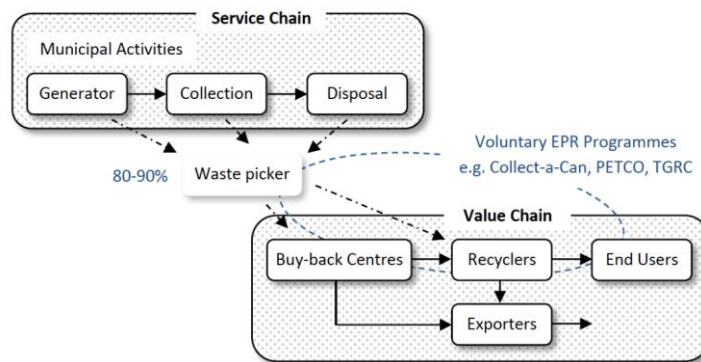 Service Chain
Municipal Activities
Generator
Collection
Disposal
Voluntary EPR Programmes
e.g. Collect-a-Can, PETCO, TGRC
80-90%
Waste picker
Value Chain
Buy-back Centres
Recyclers
End Users
Exporters